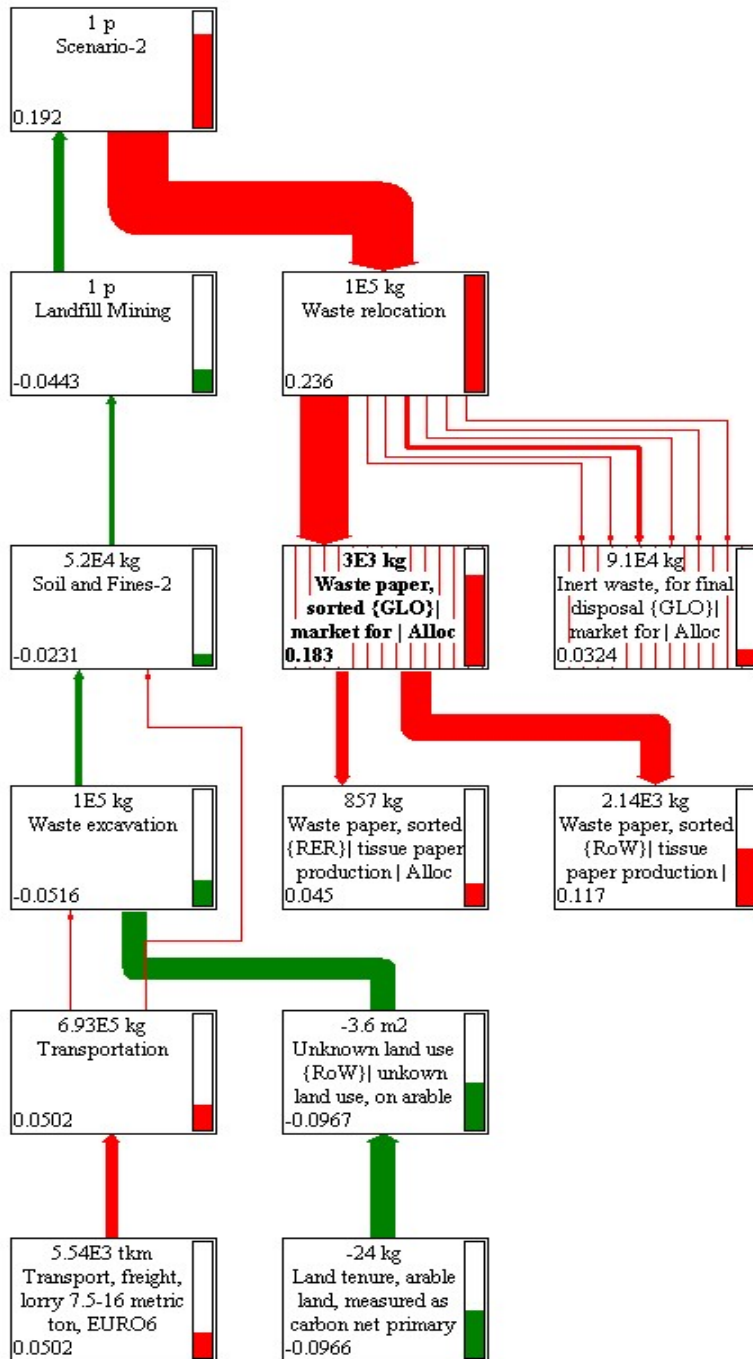 1 p
Scenario-2
0.192
1 p
Landfill Mining
-0.0443
1E5 kg
Waste relocation
0.236
5.2E4 kg
Soil and Fines-2
-0.0231
3E3 kg
Waste paper,
sorted {GLO}|
market for | Alloc
0.183
9.1E4 kg
Inert waste, for final
disposal {GLO}|
market for | Alloc
0.0324
1E5 kg
Waste excavation
-0.0516
857 kg
Waste paper, sorted
{RER}| tissue paper
production | Alloc
0.045
2.14E3 kg
Waste paper, sorted
{RoW}| tissue
paper production |
0.117
6.93E5 kg
Transportation
0.0502
-3.6 m2
Unknown land use
{RoW}| unkown
land use, on arable
-0.0967
5.54E3 tkm
Transport, freight,
lorry 7.5-16 metric
ton, EURO6
0.0502
-24 kg
Land tenure, arable
land, measured as
carbon net primary
-0.0966